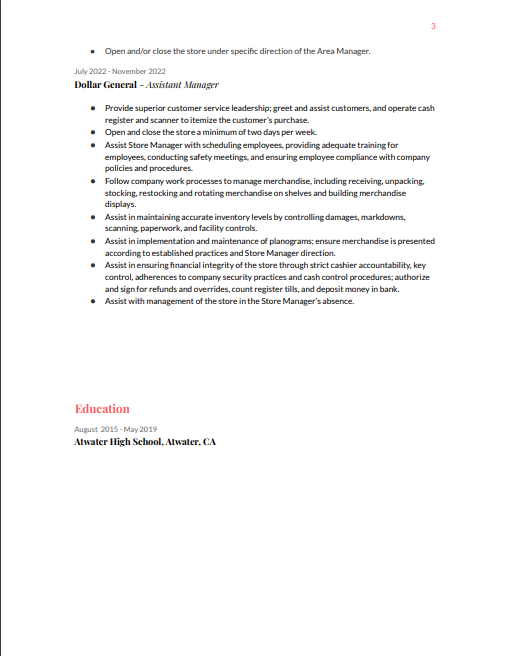 3
● Open and/or close the store under specific direction of the Area Manager.
July 2022 - November 2022
Dollar General - Assistant Manager
● Provide superior customer service leadership; greet and assist customers, and operate cash
register and scanner to itemize the customer's purchase.
● Open and close the store a minimum of two days per week.
● Assist Store Manager with scheduling employees, providing adequate training for
employees, conducting safety meetings, and ensuring employee compliance with company
policies and procedures.
● Follow company work processes to manage merchandise, including receiving, unpacking,
stocking, restocking and rotating merchandise on shelves and building merchandise
displays.
● Assist in maintaining accurate inventory levels by controlling damages, markdowns,
scanning, paperwork, and facility controls.
● Assist in implementation and maintenance of planograms; ensure merchandise is presented
according to established practices and Store Manager direction.
● Assist in ensuring financial integrity of the store through strict cashier accountability, key
control, adherences to company security practices and cash control procedures; authorize
and sign for refunds and overrides, count register tills, and deposit money in bank.
● Assist with management of the store in the Store Manager's absence.
Education
August 2015 - May 2019
Atwater High School, Atwater, CA